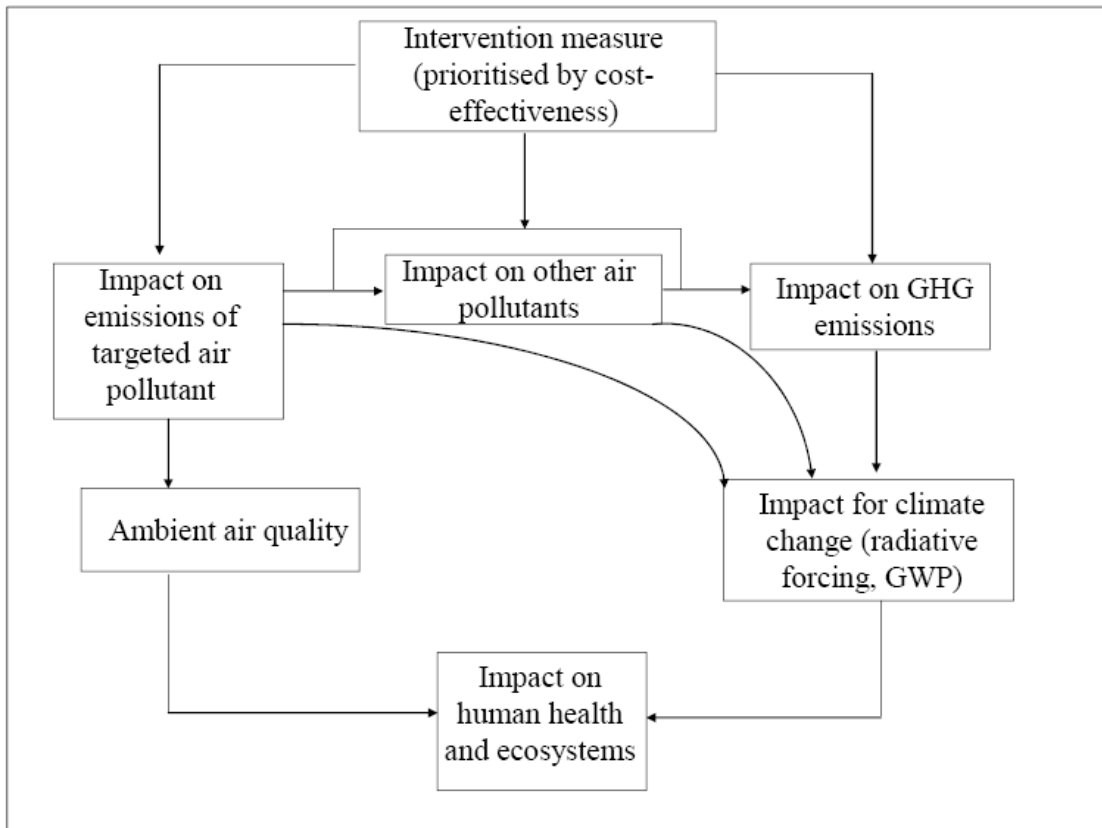 Intervention measure
(prioritised by cost-
effectiveness)
Impact on
emissions of
targeted air
pollutant
Impact on other air
pollutants
Impact on GHG
emissions
Ambient air quality
Impact for climate
change (radiative
forcing, GWP)
Impact on
human health
and ecosystems